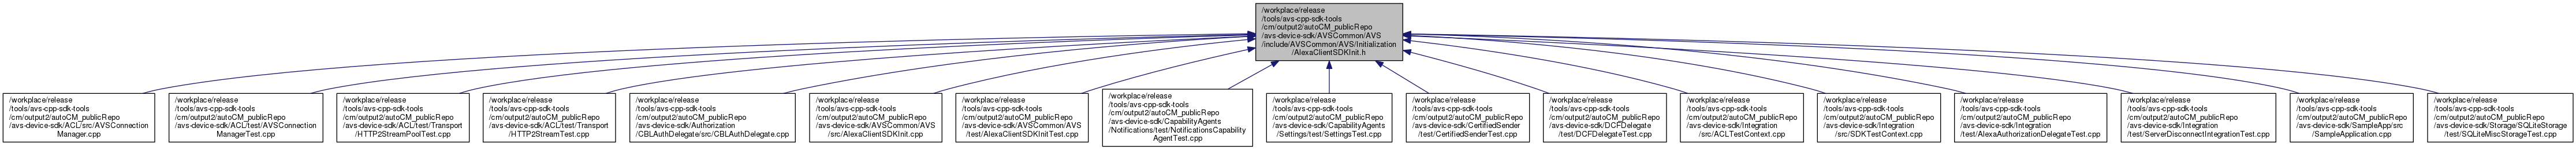 /workplace/release
/tools/avs-cpp-sdk-tools
/cm/output2/autoCM_publicRepo
/avs-device-sdk/AVSCommon/AVS
/include/AVSCommon/AVS/Initialization
/AlexaClientSDKInit.h
/workplace/release
/tools/avs-cpp-sdk-tools
/cm/output2/autoCM_publicRepo
/avs-device-sdk/ACL/src/AVSConnection
Manager.cpp
/workplace/release
/tools/avs-cpp-sdk-tools
/cm/output2/autoCM_publicRepo
/avs-device-sdk/ACL/test/AVSConnection
ManagerTest.cpp
/workplace/release
/tools/avs-cpp-sdk-tools
/cm/output2/autoCM_publicRepo
/avs-device-sdk/ACL/test/Transport
/HTTP2StreamPoolTest.cpp
/workplace/release
/tools/avs-cpp-sdk-tools
/cm/output2/autoCM_publicRepo
/avs-device-sdk/ACL/test/Transport
/HTTP2StreamTest.cpp
/workplace/release
/tools/avs-cpp-sdk-tools
/cm/output2/autoCM_publicRepo
/avs-device-sdk/Authorization
/CBLAuthDelegate/src/CBLAuthDelegate.cpp
/workplace/release
/tools/avs-cpp-sdk-tools
/cm/output2/autoCM_publicRepo
/avs-device-sdk/AVSCommon/AVS
/src/AlexaClientSDKInit.cpp
/workplace/release
/tools/avs-cpp-sdk-tools
/cm/output2/autoCM_publicRepo
/avs-device-sdk/AVSCommon/AVS
/test/AlexaClientSDKInitTest.cpp
/workplace/release
/tools/avs-cpp-sdk-tools
/cm/output2/autoCM_publicRepo
/avs-device-sdk/CapabilityAgents
/Notifications/test/NotificationsCapability
AgentTest.cpp
/workplace/release
/tools/avs-cpp-sdk-tools
/cm/output2/autoCM_publicRepo
/avs-device-sdk/CapabilityAgents
/Settings/test/SettingsTest.cpp
/workplace/release
/tools/avs-cpp-sdk-tools
/cm/output2/autoCM_publicRepo
/avs-device-sdk/CertifiedSender
/test/CertifiedSenderTest.cpp
/workplace/release
/tools/avs-cpp-sdk-tools
/cm/output2/autoCM_publicRepo
/avs-device-sdk/DCFDelegate
/test/DCFDelegateTest.cpp
/workplace/release
/tools/avs-cpp-sdk-tools
/cm/output2/autoCM_publicRepo
/avs-device-sdk/Integration
/src/ACLTestContext.cpp
/workplace/release
/tools/avs-cpp-sdk-tools
/cm/output2/autoCM_publicRepo
/avs-device-sdk/Integration
/src/SDKTestContext.cpp
/workplace/release
/tools/avs-cpp-sdk-tools
/cm/output2/autoCM_publicRepo
/avs-device-sdk/Integration
/test/AlexaAuthorizationDelegateTest.cpp
/workplace/release
/tools/avs-cpp-sdk-tools
/cm/output2/autoCM_publicRepo
/avs-device-sdk/Integration
/test/ServerDisconnectIntegrationTest.cpp
/workplace/release
/tools/avs-cpp-sdk-tools
/cm/output2/autoCM_publicRepo
/avs-device-sdk/SampleApp/src
/SampleApplication.cpp
/workplace/release
/tools/avs-cpp-sdk-tools
/cm/output2/autoCM_publicRepo
/avs-device-sdk/Storage/SQLiteStorage
/test/SQLiteMiscStorageTest.cpp